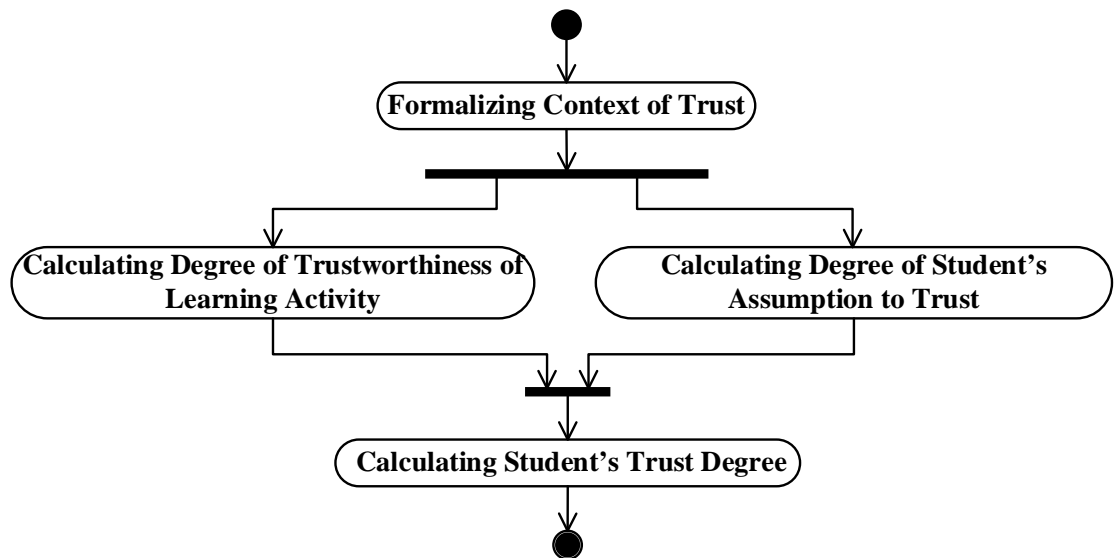 Formalizing Context of Trust
Calculating Degree of Trustworthiness of
Learning Activity
Calculating Degree of Student’s
Assumption to Trust
Calculating Student’s Trust Degree